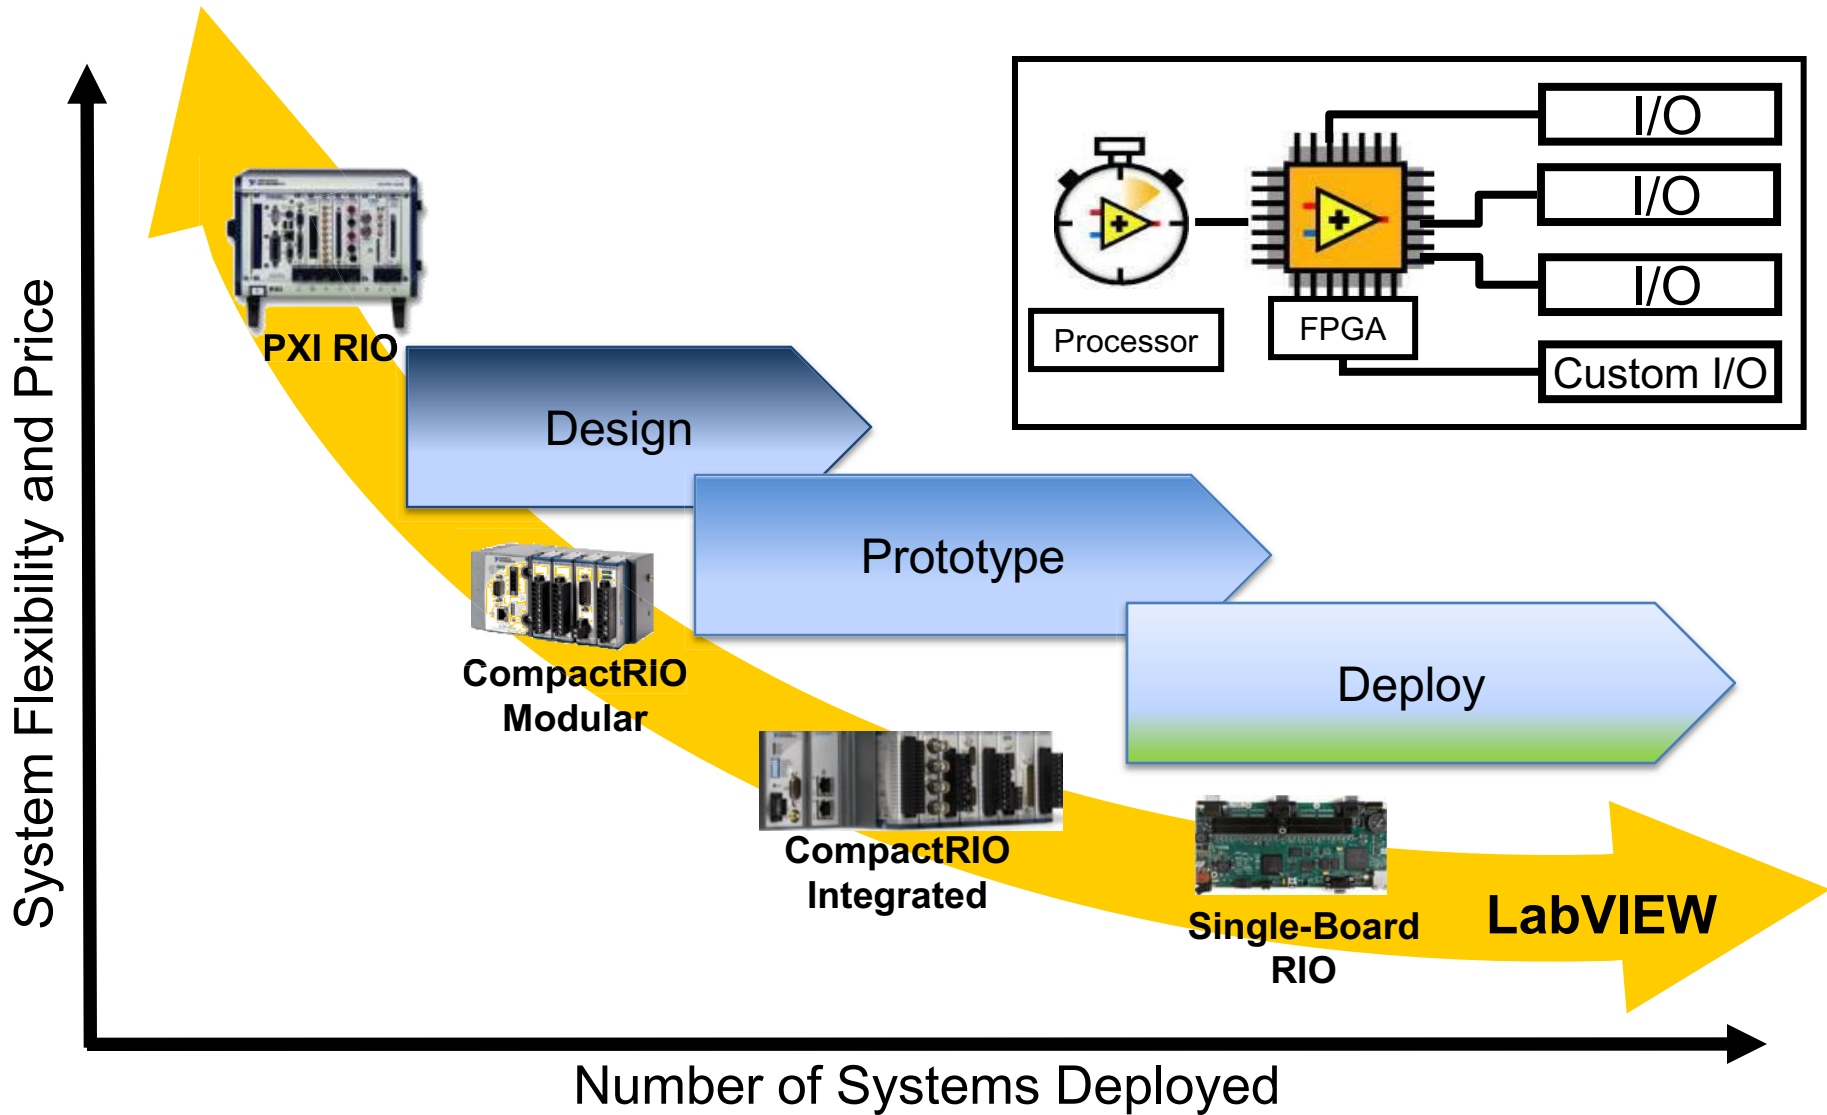 System Flexibility and Price
PXI RIO
Design
Prototype
Deploy
CompactRIO
Modular
CompactRIO
Integrated
Single-Board
RIO
LabVIEW
Number of Systems Deployed
Processor
FPGA
I/O
I/O
I/O
Custom I/O